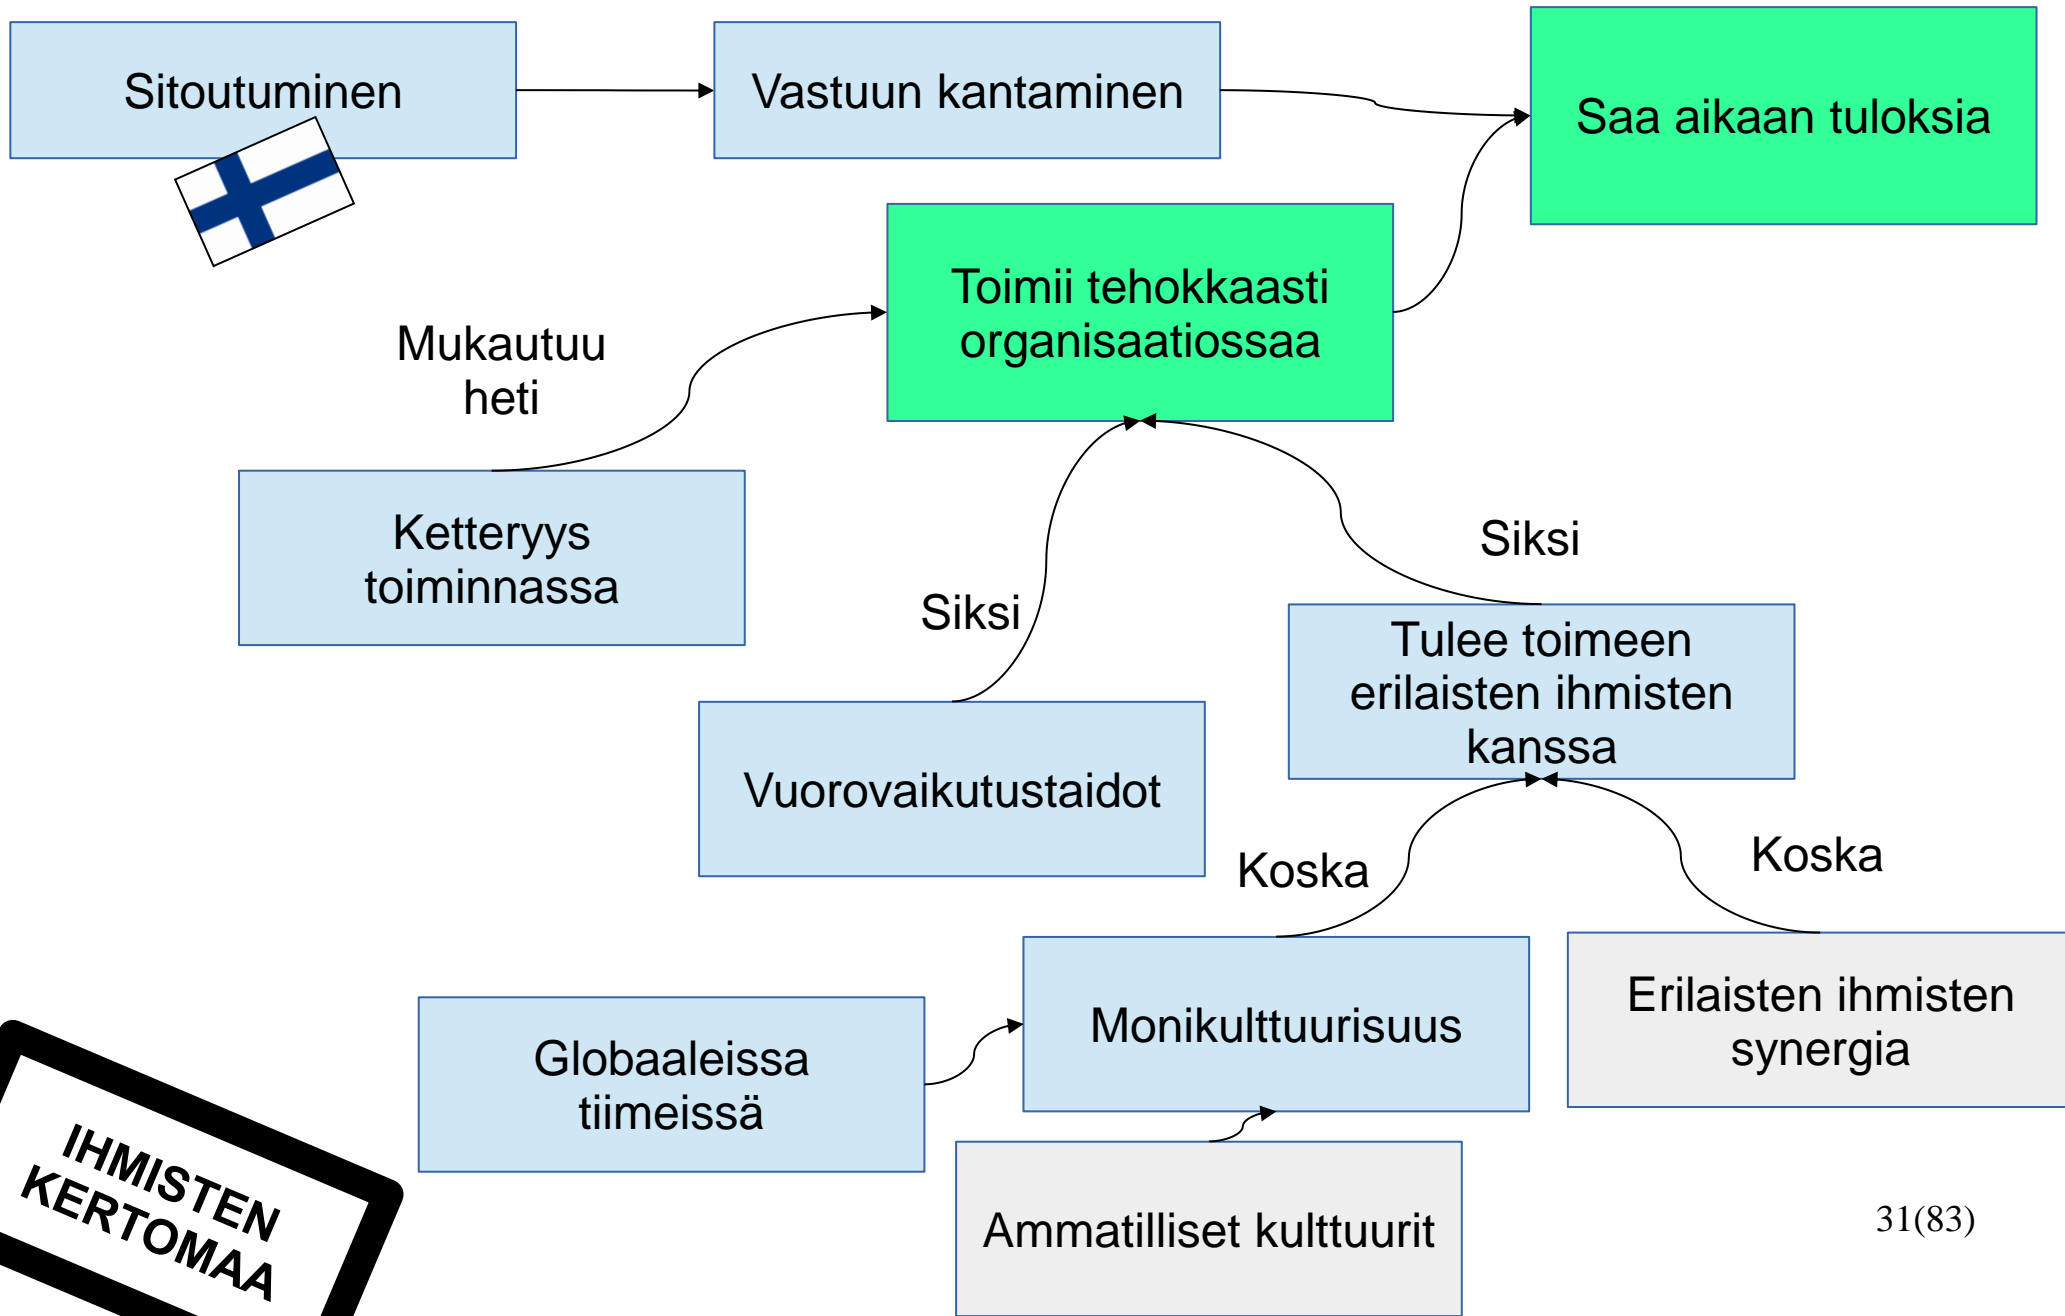 Sitoutuminen
Vastuun kantaminen
Saa aikaan tuloksia
Toimii tehokkaasti
organisaatiossaa
Mukautuu
heti
Ketteryys
toiminnassa
Siksi
Siksi
Tulee toimeen
erilaisten ihmisten
kanssa
Vuorovaikutustaidot
Koska
Koska
Monikulttuurisuus
Erilaisten ihmisten
synergia
Globaaleissa
tiimeissä
Ammatilliset kulttuurit
IHMISTEN
KERTOMAA
31(83)